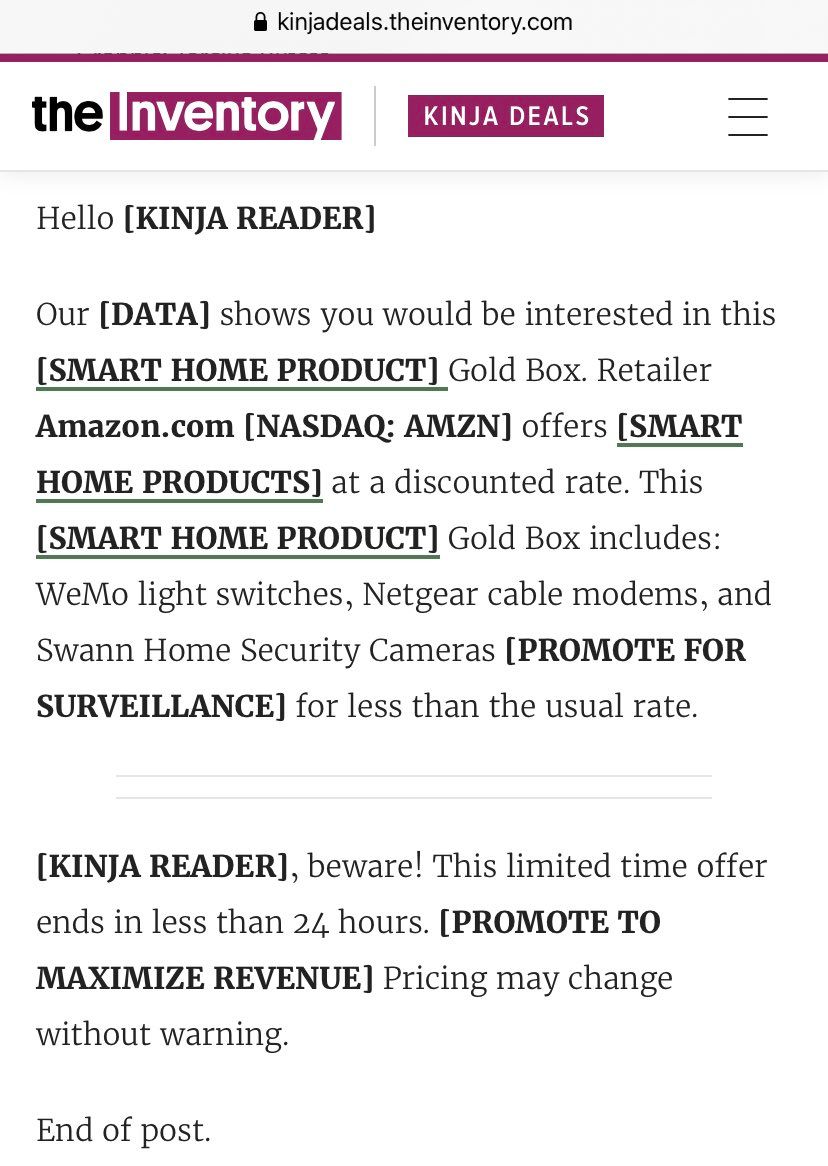 kinjadeals.theinventory.com
the Inventory
KINJA DEALS
Hello [KINJA READER]
Our [DATA] shows you would be interested in this
[SMART HOME PRODUCT] Gold Box. Retailer
Amazon.com [NASDAQ: AMZN] offers [SMART
HOME PRODUCTS] at a discounted rate. This
[SMART HOME PRODUCT] Gold Box includes:
WeMo light switches, Netgear cable modems, and
Swann Home Security Cameras [PROMOTE FOR
SURVEILLANCE] for less than the usual rate.
[KINJA READER], beware! This limited time offer
ends in less than 24 hours. [PROMOTE TO
MAXIMIZE REVENUE] Pricing may change
without warning.
End of post.